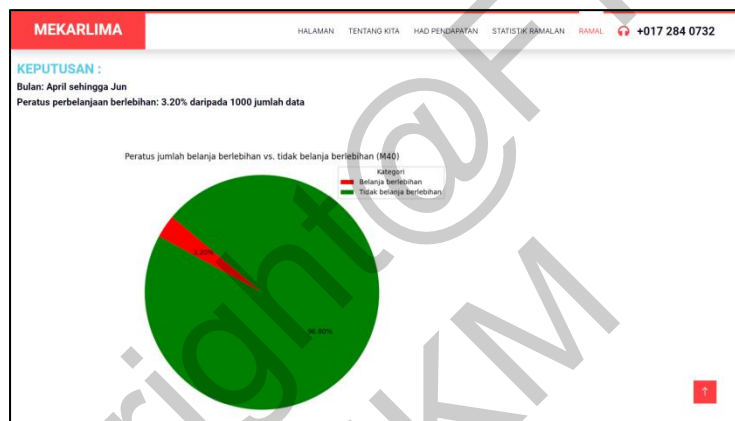 MEKARLIMA
HALAMAN TENTANG KITA HAD PENDAPATAN STATISTIK RAMALAN RAMAL +017 284 0732
KEPUTUSAN :
Bulan: April sehingga Jun
Peratus perbelanjaan berlebihan: 3.20% daripada 1000 jumlah data
Peratus jumlah belanja berlebihan vs. tidak belanja berlebihan (M40)
Kategori
Belanja berlebihan
Tidak belanja berlebihan
3.20%
96.80%